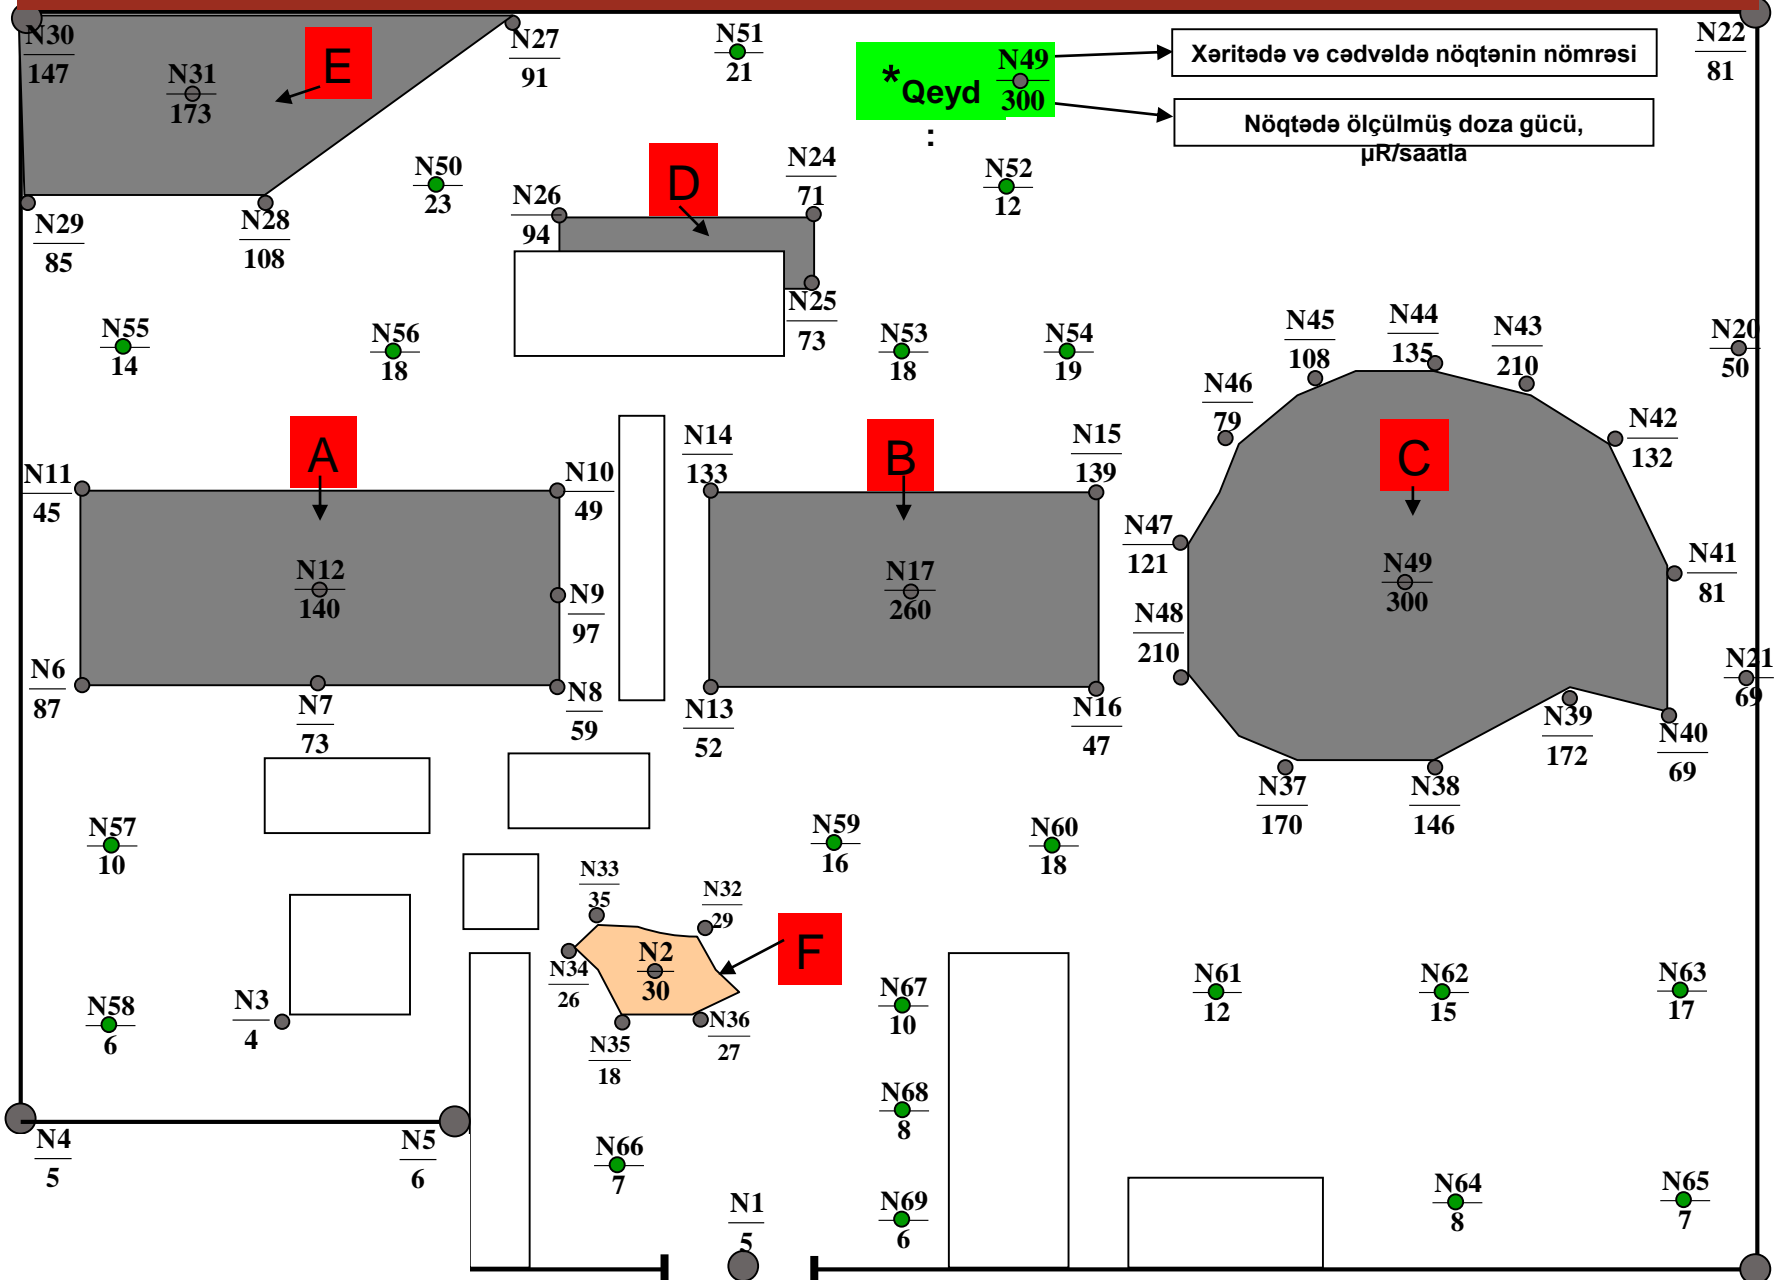 N30
147
N31
173
E
N27
91
N51
21
*Qeyd
:
N49
300
Xəritədə və cədvəldə nöqtənin nömrəsi
Nöqtədə ölçülmüş doza gücü,
µR/saatla
N22
81
N29
85
N28
108
N50
23
N26
94
D
N24
71
N52
12
N25
73
N55
14
N56
18
N53
18
N54
19
N45
108
N44
135
N43
210
N20
50
N46
79
N42
132
N11
45
A
N10
49
N14
133
B
N15
139
C
N47
121
N12
140
N9
97
N17
260
N49
300
N41
81
N48
210
N6
87
N7
73
N8
59
N13
52
N16
47
N39
172
N40
69
N21
69
N37
170
N38
146
N57
10
N59
16
N60
18
N33
35
N32
29
F
N34
26
N2
30
N35
18
N36
27
N58
6
N3
4
N67
10
N61
12
N62
15
N63
17
N68
8
N4
5
N5
6
N66
7
N1
5
N69
6
N64
8
N65
7